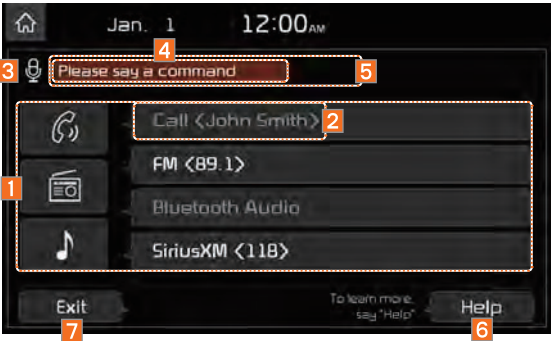 Jan. 1 12:00AM
4
3 Please say a command 5
Call <John Smith> 2
FM <89.1>
1
Bluetooth Audio
SiriusXM <118>
Exit To learn more, say "Help" Help
7 6